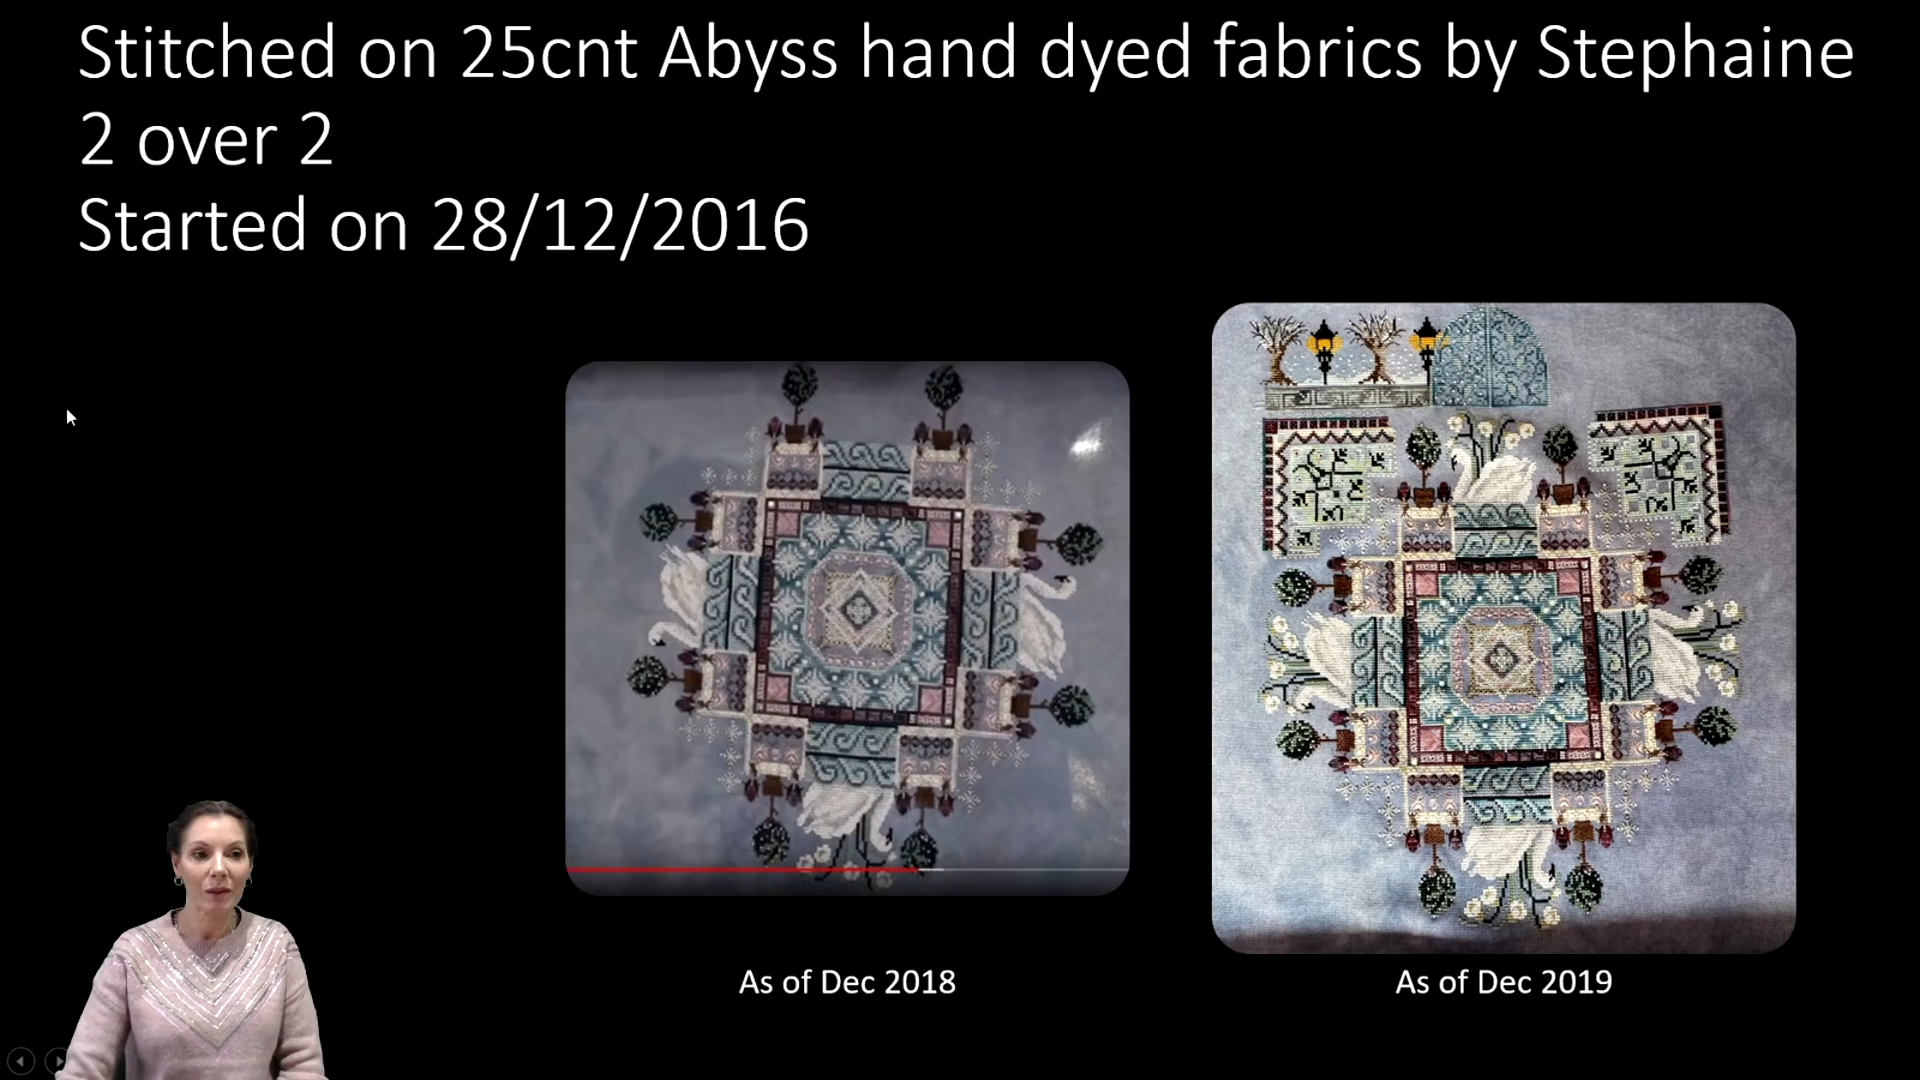 Stitched on 25cnt Abyss hand dyed fabrics by Stephaine
2 over 2
Started on 28/12/2016
As of Dec 2018
As of Dec 2019